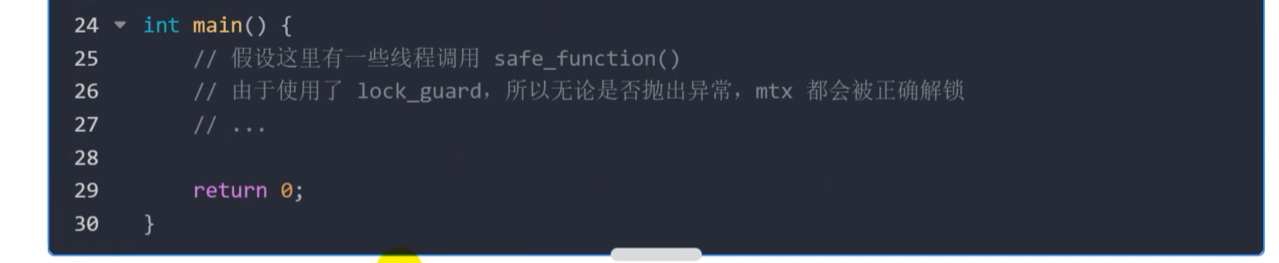 24 int main() {
25 // 假设这里有一些线程调用 safe_function()
26 // 由于使用了 lock_guard，所以无论是否抛出异常，mtx 都会被正确解锁
27 // ...
28
29 return 0;
30 }